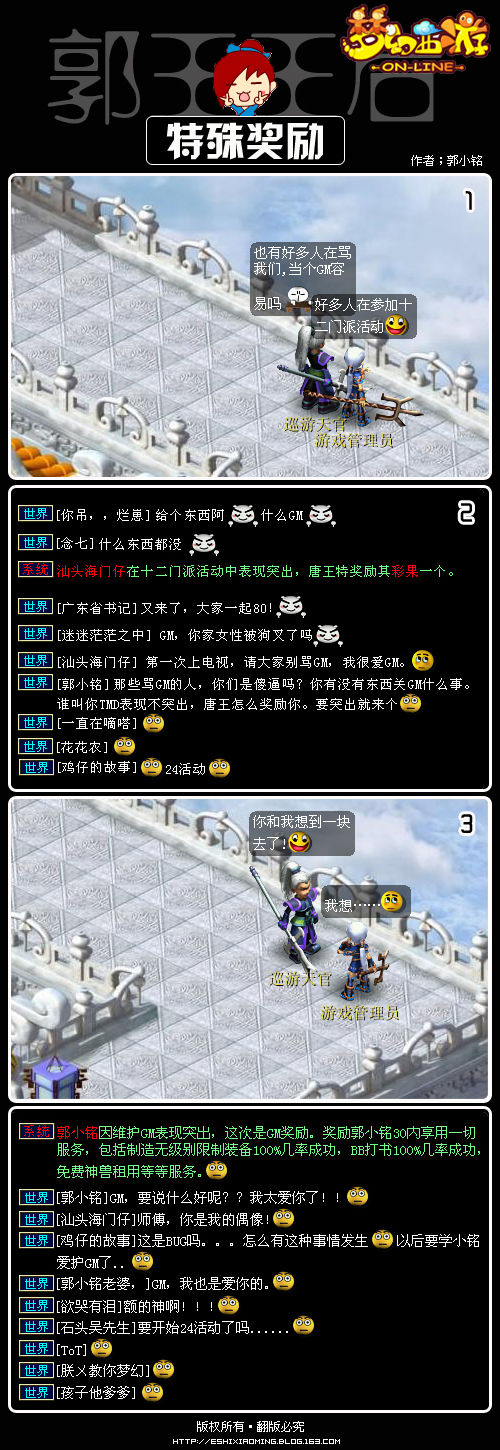 郭王王后
梦幻西游
ON-LINE
特殊奖励
作者；郭小铭
1
也有好多人在骂
我们,当个GM容
易吗
好多人在参加十
二门派活动
巡游天官
游戏管理员
2
世界 [你吊，，烂崽] 给个东西阿 什么GM
世界 [念七] 什么东西都没
系统 汕头海门仔在十二门派活动中表现突出，唐王特奖励其彩果一个。
世界 [广东省书记] 又来了，大家一起80!
世界 [迷迷茫茫之中] GM，你家女性被狗叉了吗
世界 [汕头海门仔] 第一次上电视，请大家别骂GM，我很爱GM。
世界 [郭小铭] 那些骂GM的人，你们是傻逼吗？你有没有东西关GM什么事。
谁叫你TMD表现不突出，唐王怎么奖励你。要突出就来个
世界 [一直在嘀嗒]
世界 [花花农]
世界 [鸡仔的故事] 24活动
3
你和我想到一块
去了!
我想……
巡游天官
游戏管理员
系统 郭小铭因维护GM表现突出，这次是GM奖励。奖励郭小铭30内享用一切
服务，包括制造无级别限制装备100%几率成功，BB打书100%几率成功，
免费神兽租用等等服务。
世界 [郭小铭]GM，要说什么好呢？？我太爱你了！！
世界 [汕头海门仔]师傅，你是我的偶像!
世界 [鸡仔的故事]这是BUG吗。。。怎么有这种事情发生 以后要学小铭
爱护GM了..
世界 [郭小铭老婆，]GM，我也是爱你的。
世界 [欲哭有泪]额的神啊！！！
世界 [石头吴先生]要开始24活动了吗......
世界 [ToT]
世界 [朕メ教你梦幻]
世界 [孩子他爹爹]
版权所有·翻版必究
HTTP://ESHIXIAOMING.BLOG.163.COM